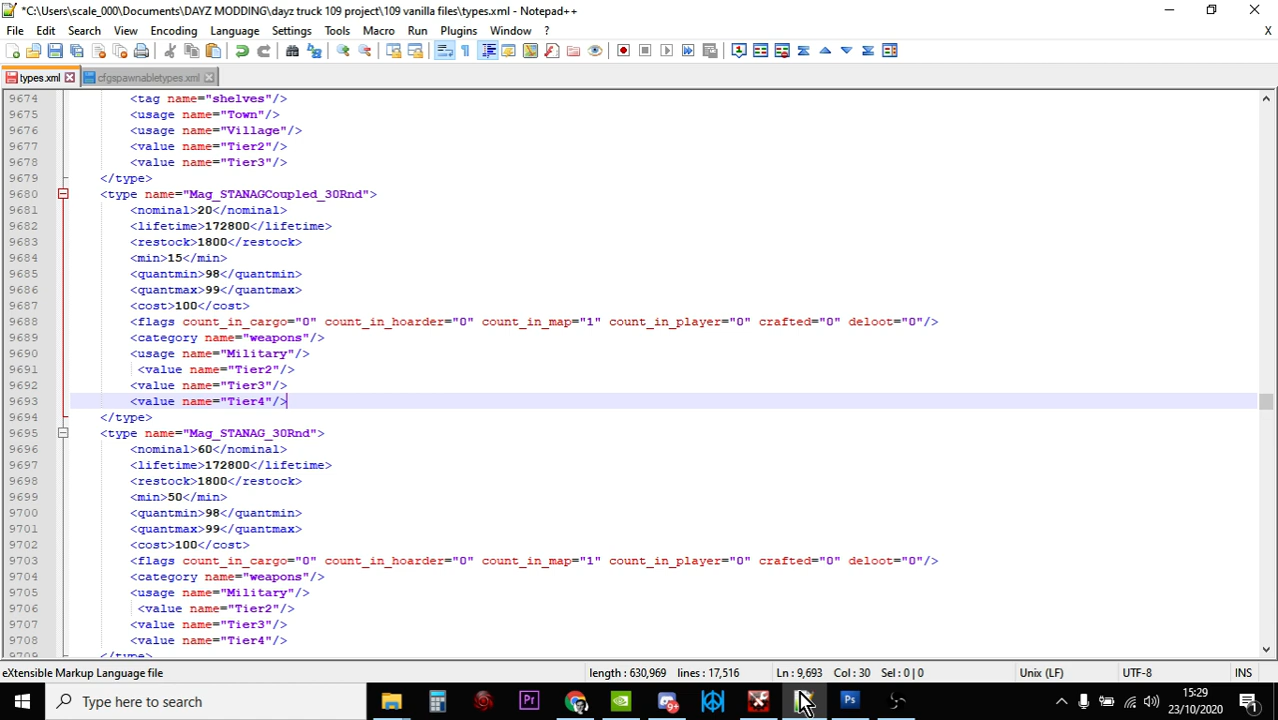 *C:\Users\scale_000\Documents\DAYZ MODDING\dayz truck 109 project\109 vanilla files\types.xml - Notepad++
File Edit Search View Encoding Language Settings Tools Macro Run Plugins Window ? X
types.xml cfgspawnabletypes.xml
9674 <tag name="shelves"/>
9675 <usage name="Town"/>
9676 <usage name="Village"/>
9677 <value name="Tier2"/>
9678 <value name="Tier3"/>
9679 </type>
9680 <type name="Mag_STANAGCoupled_30Rnd">
9681 <nominal>20</nominal>
9682 <lifetime>172800</lifetime>
9683 <restock>1800</restock>
9684 <min>15</min>
9685 <quantmin>98</quantmin>
9686 <quantmax>99</quantmax>
9687 <cost>100</cost>
9688 <flags count_in_cargo="0" count_in_hoarder="0" count_in_map="1" count_in_player="0" crafted="0" deloot="0"/>
9689 <category name="weapons"/>
9690 <usage name="Military"/>
9691 <value name="Tier2"/>
9692 <value name="Tier3"/>
9693 <value name="Tier4"/>
9694 </type>
9695 <type name="Mag_STANAG_30Rnd">
9696 <nominal>60</nominal>
9697 <lifetime>172800</lifetime>
9698 <restock>1800</restock>
9699 <min>50</min>
9700 <quantmin>98</quantmin>
9701 <quantmax>99</quantmax>
9702 <cost>100</cost>
9703 <flags count_in_cargo="0" count_in_hoarder="0" count_in_map="1" count_in_player="0" crafted="0" deloot="0"/>
9704 <category name="weapons"/>
9705 <usage name="Military"/>
9706 <value name="Tier2"/>
9707 <value name="Tier3"/>
9708 <value name="Tier4"/>
9709 </type>
eXtensible Markup Language file length : 630,969 lines : 17,516 Ln : 9,693 Col : 30 Sel : 0 | 0 Unix (LF) UTF-8 INS
Type here to search
Pr
Ps
15:29
23/10/2020
1